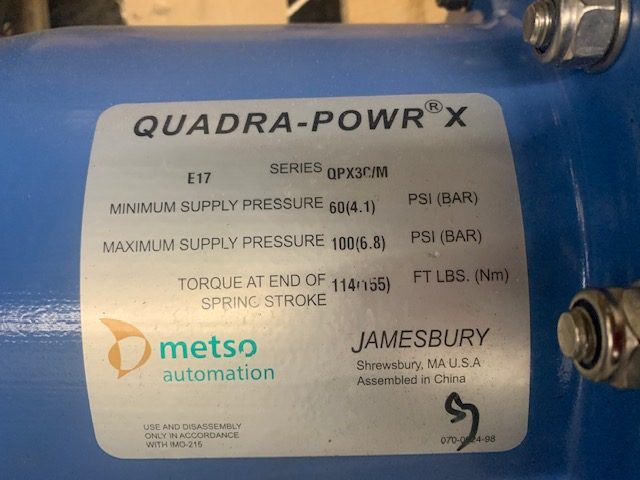 QUADRA-POWR® X
E17 SERIES QPX3C/M
MINIMUM SUPPLY PRESSURE 60(4.1) PSI (BAR)
MAXIMUM SUPPLY PRESSURE 100(6.8) PSI (BAR)
TORQUE AT END OF SPRING STROKE 114(155) FT LBS. (Nm)
metso
automation
JAMESBURY
Shrewsbury, MA U.S.A
Assembled in China
USE AND DISASSEMBLY
ONLY IN ACCORDANCE
WITH IMO-215